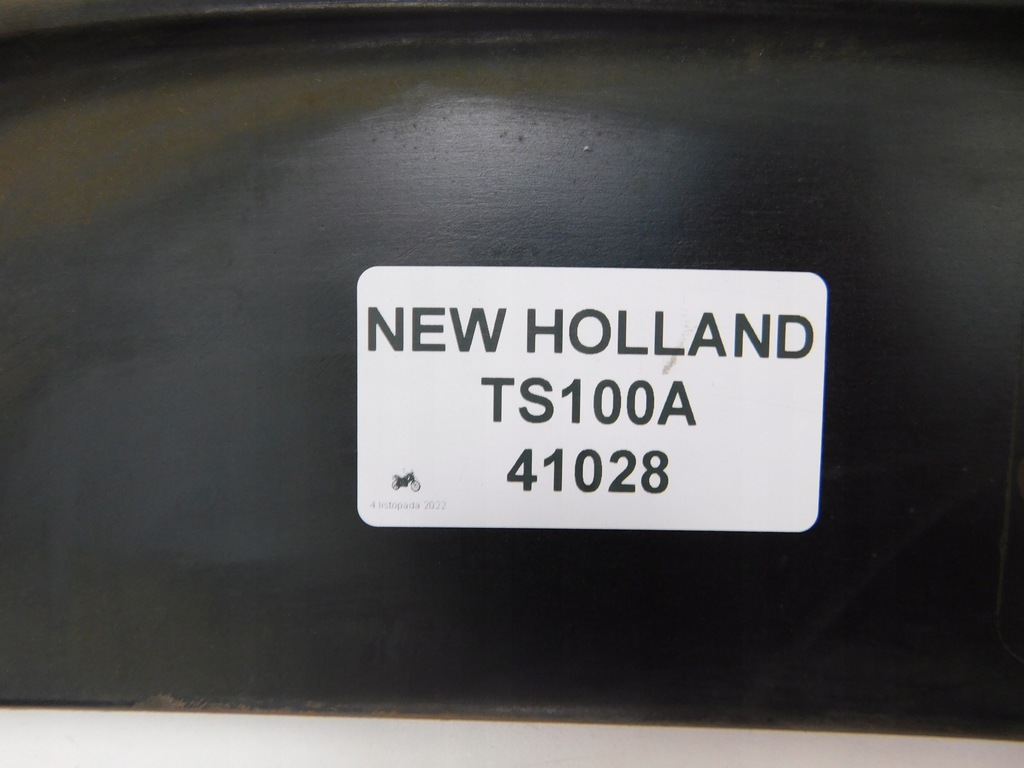 NEW HOLLAND
TS100A
41028
4 listopada 2022